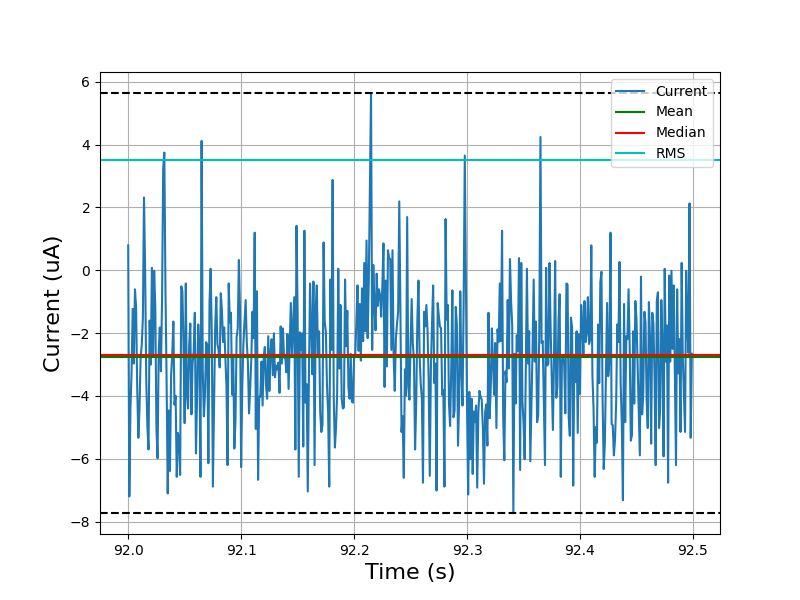 6
4
2
0
−2
−4
−6
−8
Current (uA)
92.0
92.1
92.2
92.3
92.4
92.5
Time (s)
Current
Mean
Median
RMS